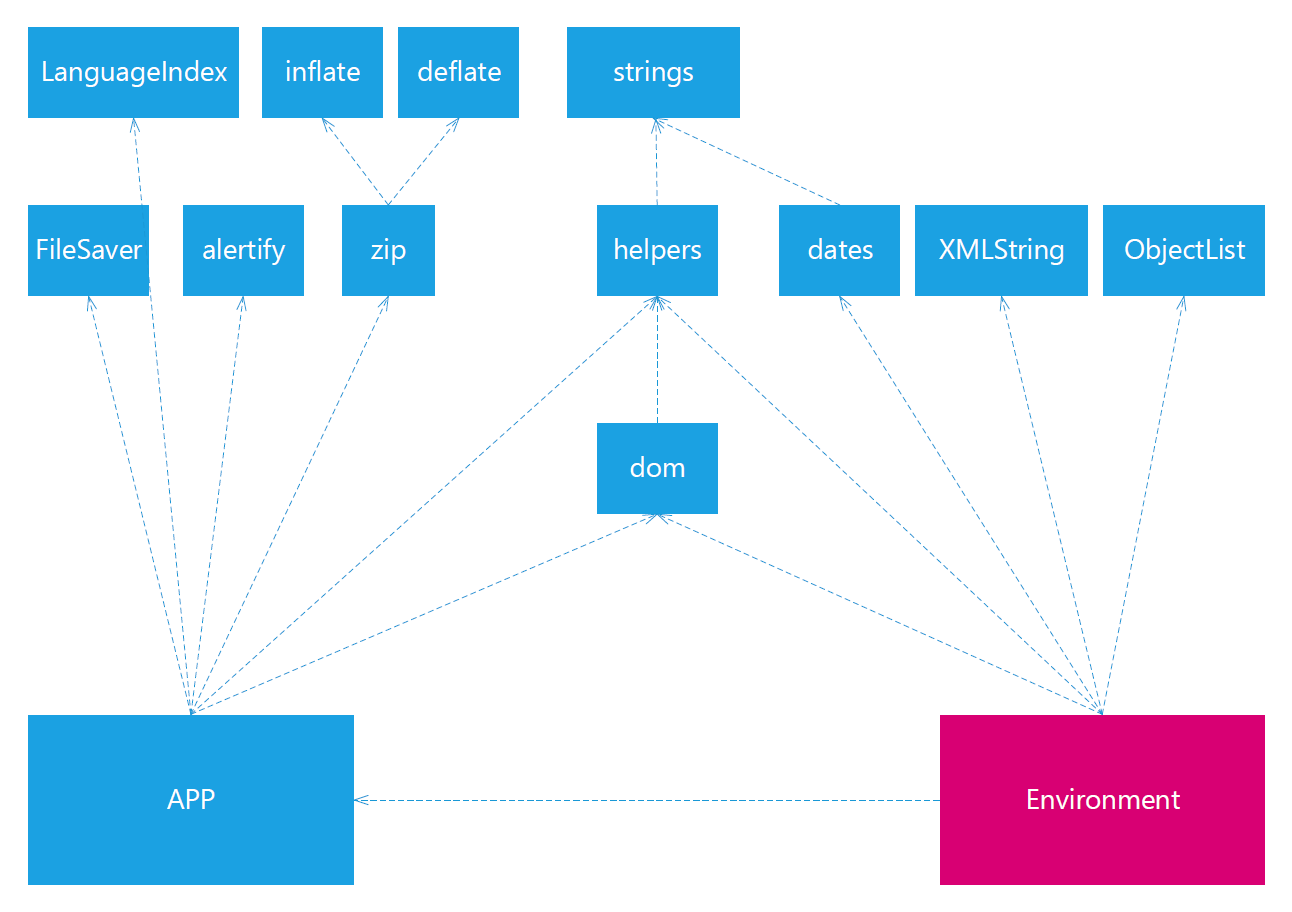 LanguageIndex
inflate
deflate
strings
FileSaver
alertify
zip
helpers
dates
XMLString
ObjectList
dom
APP
Environment